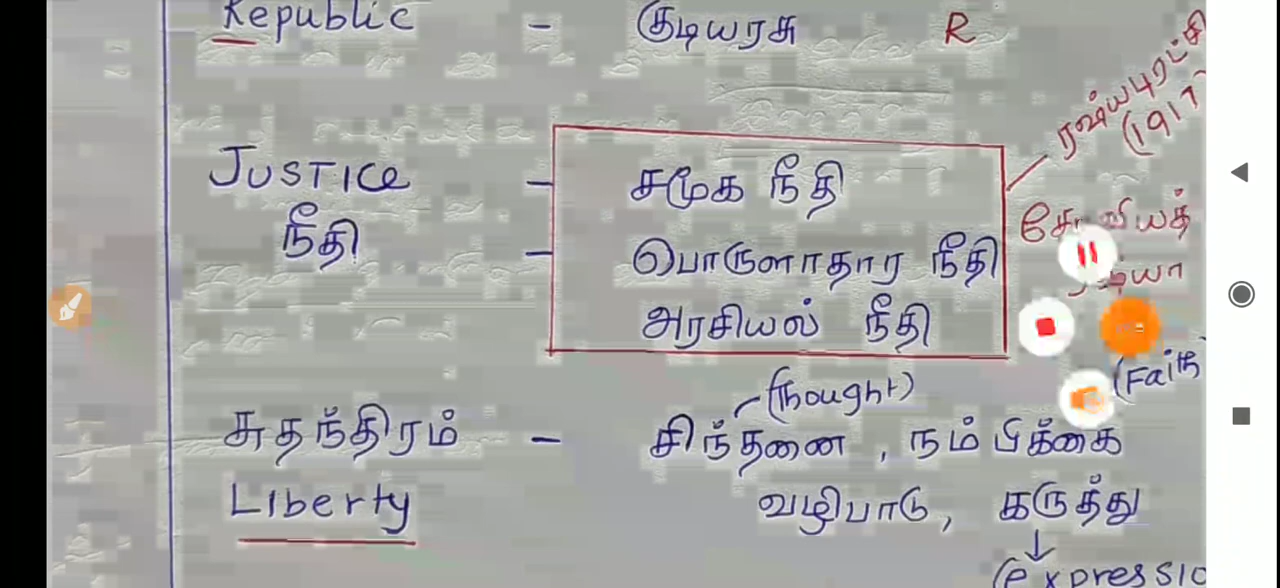 Republic - குடியரசு R
ரஷ்யபுரட்சி
(1917)
JUSTICE - சமூக நீதி
நீதி - பொருளாதார நீதி
அரசியல் நீதி
சுதந்திரம் - சிந்தனை, நம்பிக்கை
(thought)
(Faith
Liberty வழிபாடு, கருத்து
(expressio